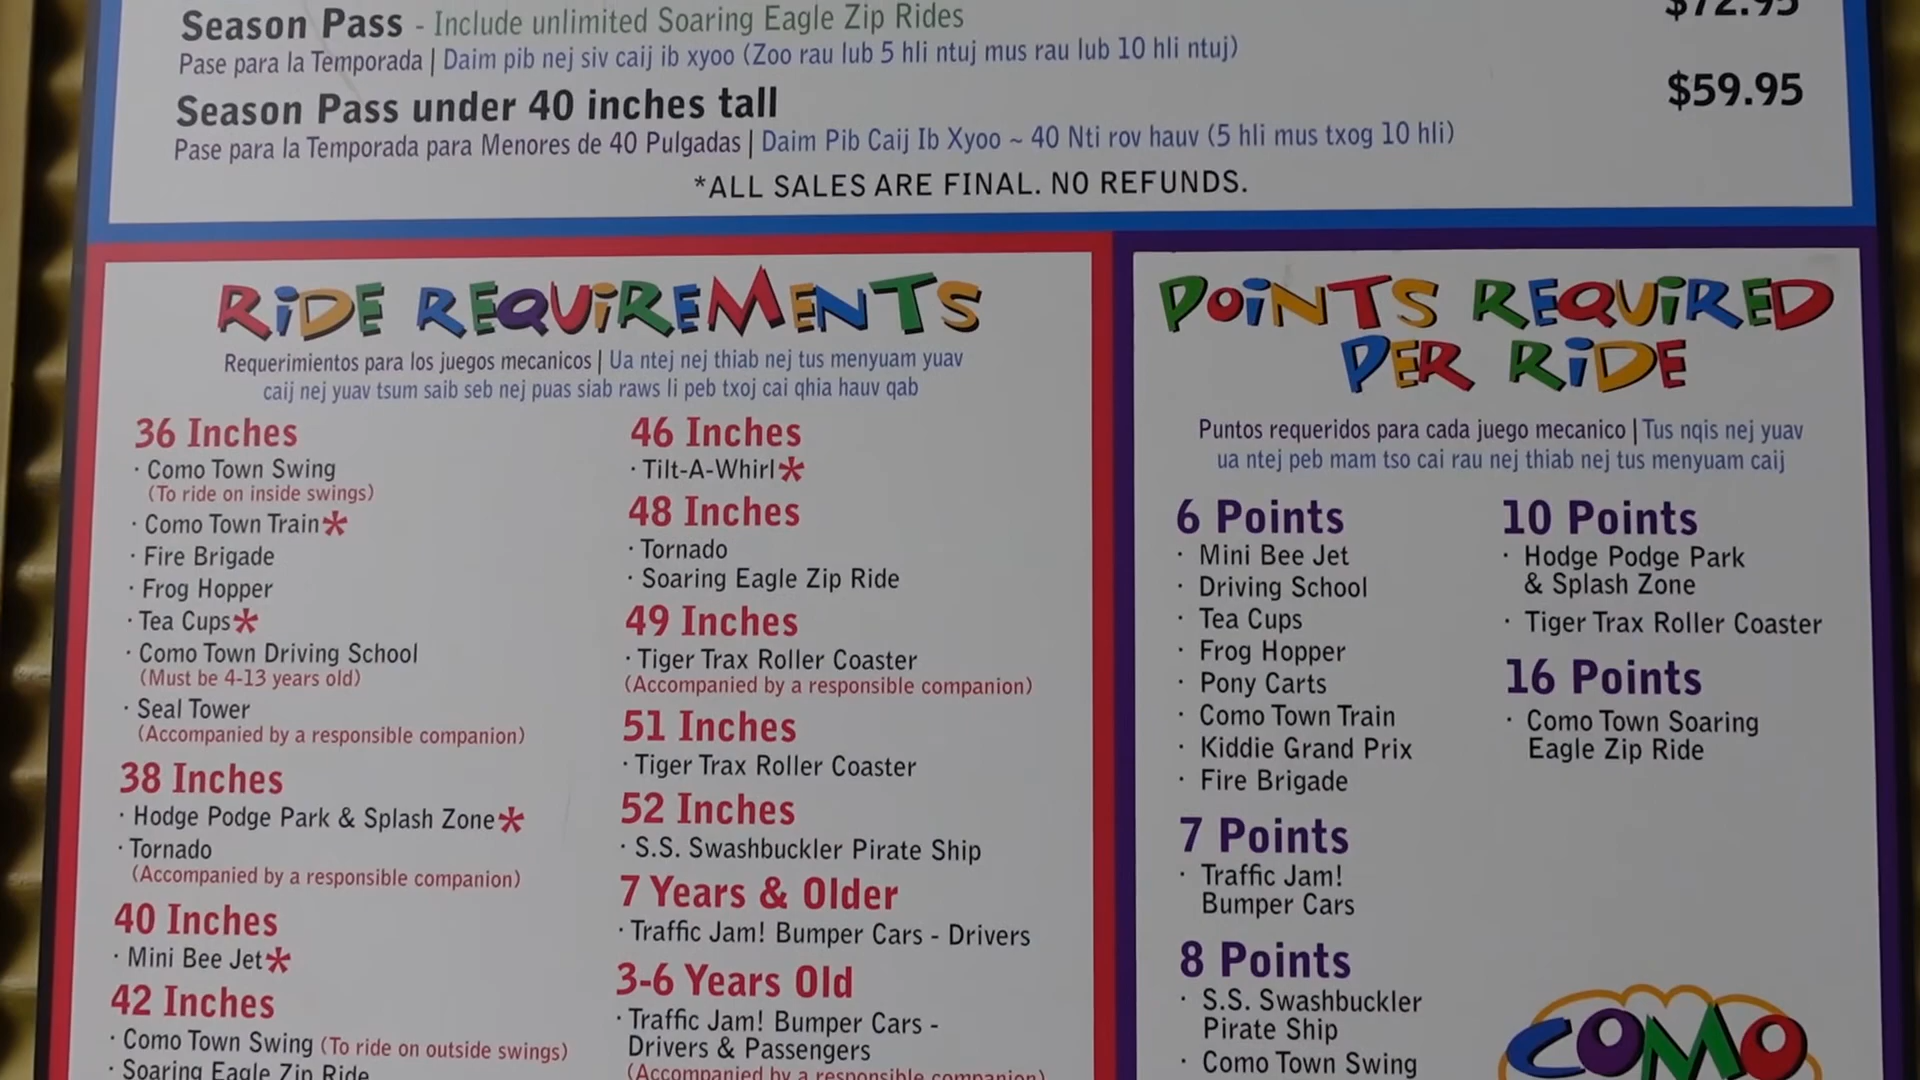 Season Pass - Include unlimited Soaring Eagle Zip Rides
$72.95
Pase para la Temporada | Daim pib nej siv caij ib xyoo (Zoo rau lub 5 hli ntuj mus rau lub 10 hli ntuj)
Season Pass under 40 inches tall
$59.95
Pase para la Temporada para Menores de 40 Pulgadas | Daim Pib Caij Ib Xyoo ~ 40 Nti rov hauv (5 hli mus txog 10 hli)
*ALL SALES ARE FINAL. NO REFUNDS.
RiDE REQUiREMENTS
Requerimientos para los juegos mecanicos | Ua ntej nej thiab nej tus menyuam yuav
caij nej yuav tsum saib seb nej puas siab raws li peb txoj cai qhia hauv qab
36 Inches
· Como Town Swing
(To ride on inside swings)
· Como Town Train*
· Fire Brigade
· Frog Hopper
· Tea Cups*
· Como Town Driving School
(Must be 4-13 years old)
· Seal Tower
(Accompanied by a responsible companion)
38 Inches
· Hodge Podge Park & Splash Zone*
· Tornado
(Accompanied by a responsible companion)
40 Inches
· Mini Bee Jet*
42 Inches
· Como Town Swing (To ride on outside swings)
· Soaring Eagle Zip Ride
46 Inches
· Tilt-A-Whirl*
48 Inches
· Tornado
· Soaring Eagle Zip Ride
49 Inches
· Tiger Trax Roller Coaster
(Accompanied by a responsible companion)
51 Inches
· Tiger Trax Roller Coaster
52 Inches
· S.S. Swashbuckler Pirate Ship
7 Years & Older
· Traffic Jam! Bumper Cars - Drivers
3-6 Years Old
· Traffic Jam! Bumper Cars -
Drivers & Passengers
(Accompanied by a responsible companion)
POiNTS REQUiRED
PER RiDE
Puntos requeridos para cada juego mecanico | Tus nqis nej yuav
ua ntej peb mam tso cai rau nej thiab nej tus menyuam caij
6 Points
· Mini Bee Jet
· Driving School
· Tea Cups
· Frog Hopper
· Pony Carts
· Como Town Train
· Kiddie Grand Prix
· Fire Brigade
7 Points
· Traffic Jam!
Bumper Cars
8 Points
· S.S. Swashbuckler
Pirate Ship
· Como Town Swing
10 Points
· Hodge Podge Park
& Splash Zone
· Tiger Trax Roller Coaster
16 Points
· Como Town Soaring
Eagle Zip Ride
COMO